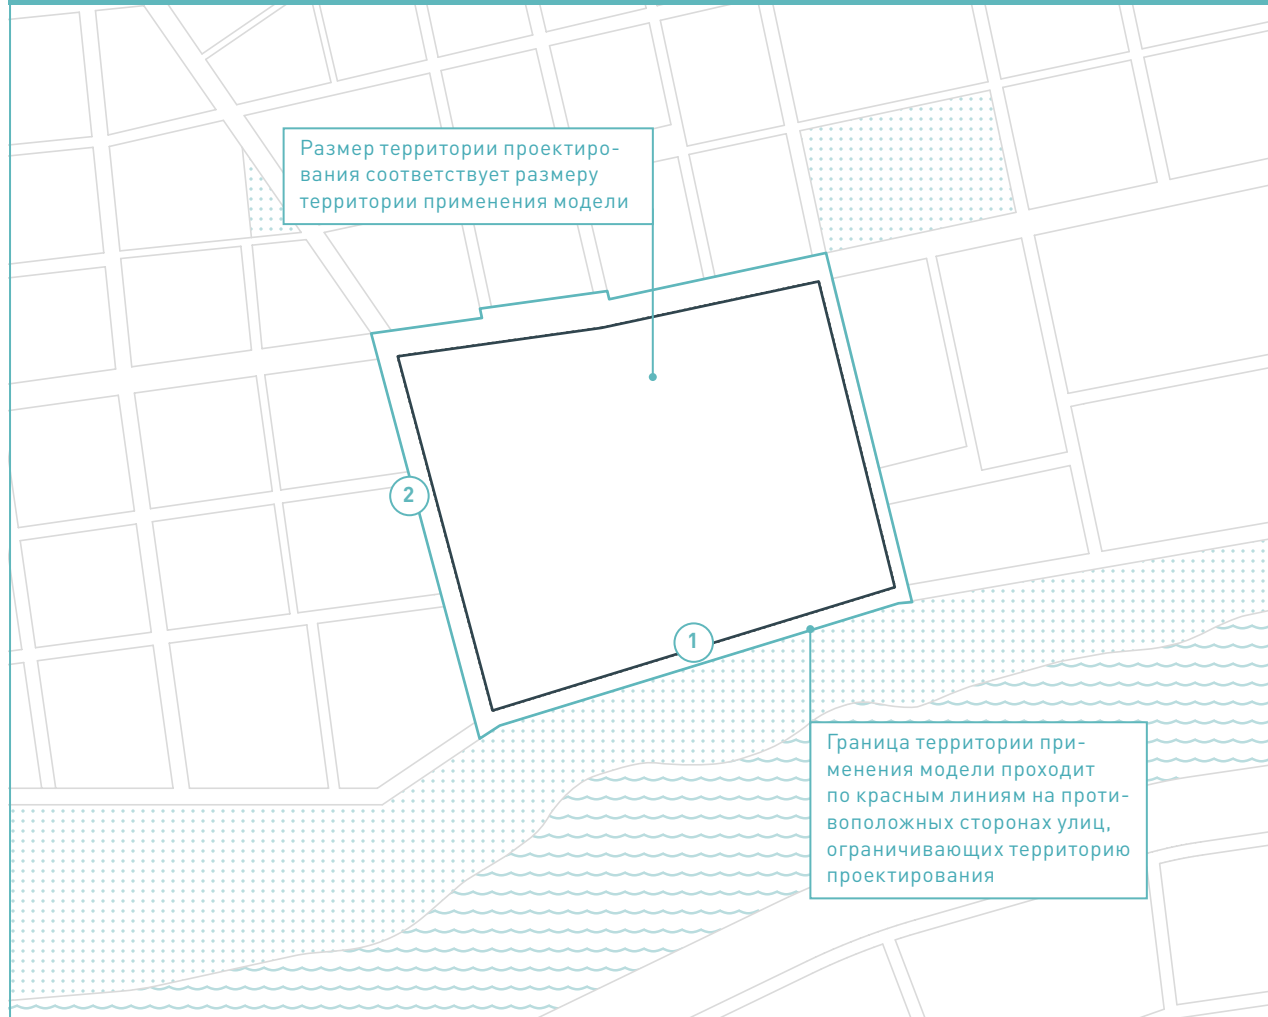 Размер территории проектиро-
вания соответствует размеру
территории применения модели
2
1
Граница территории при-
менения модели проходит
по красным линиям на проти-
воположных сторонах улиц,
ограничивающих территорию
проектирования